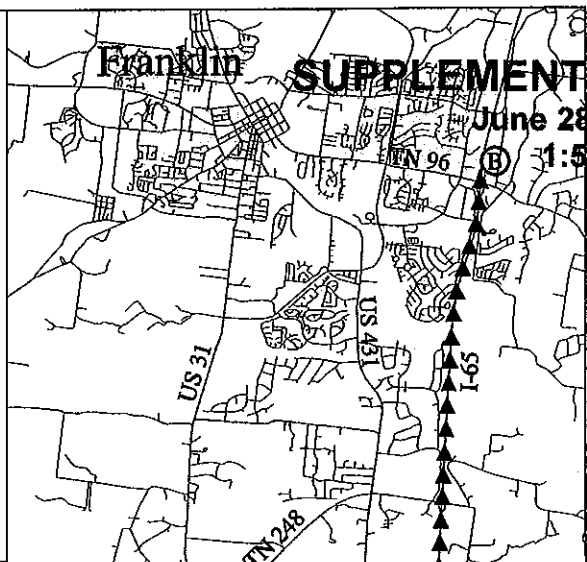 Franklin
SUPPLEMENT
June 28
TN 96
B
1:5
US 31
US 431
I-65
TN 248